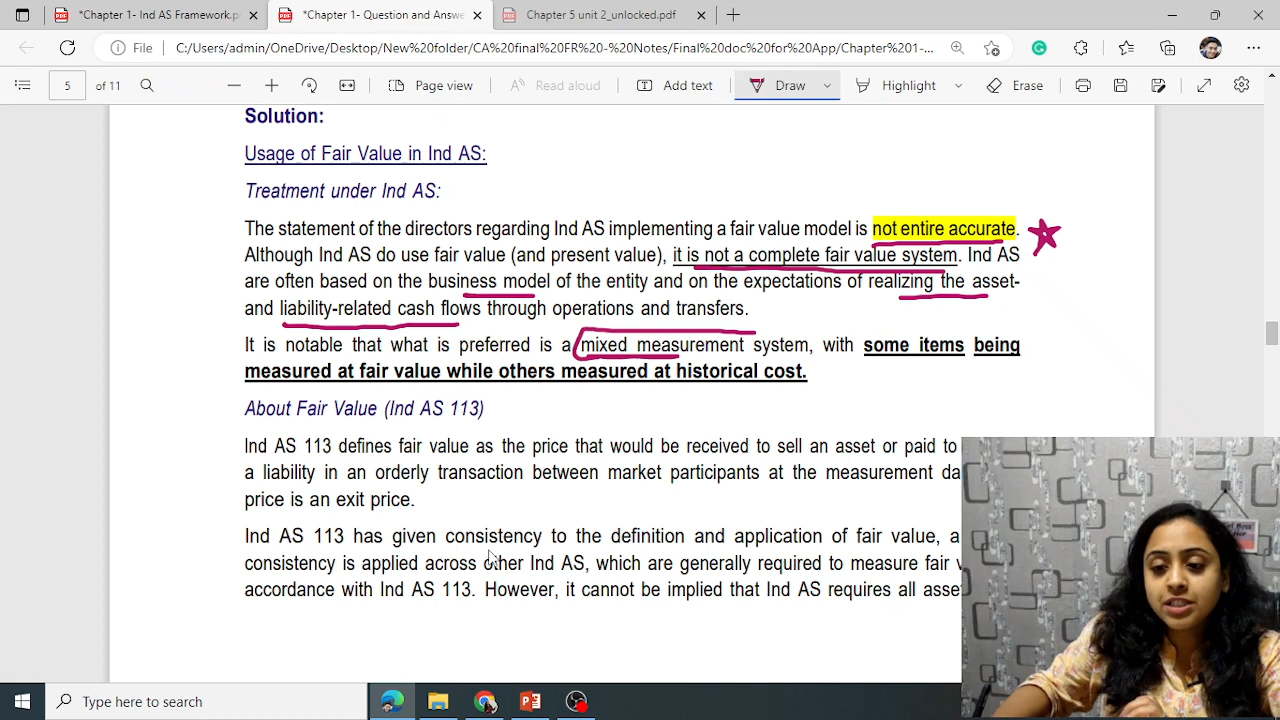 *Chapter 1- Ind AS Framework.p
*Chapter 1- Question and Answe
Chapter 5 unit 2_unlocked.pdf
File C:/Users/admin/OneDrive/Desktop/New%20folder/CA%20Final%20FR%20-%20Notes/Final%20doc%20for%20App/Chapter%201-...
5 of 11 Page view Read aloud Add text Draw Highlight Erase
Solution:
Usage of Fair Value in Ind AS:
Treatment under Ind AS:
The statement of the directors regarding Ind AS implementing a fair value model is not entire accurate.
Although Ind AS do use fair value (and present value), it is not a complete fair value system. Ind AS
are often based on the business model of the entity and on the expectations of realizing the asset-
and liability-related cash flows through operations and transfers.
It is notable that what is preferred is a mixed measurement system, with some items being
measured at fair value while others measured at historical cost.
About Fair Value (Ind AS 113)
Ind AS 113 defines fair value as the price that would be received to sell an asset or paid to
a liability in an orderly transaction between market participants at the measurement da
price is an exit price.
Ind AS 113 has given consistency to the definition and application of fair value, a
consistency is applied across other Ind AS, which are generally required to measure fair v
accordance with Ind AS 113. However, it cannot be implied that Ind AS requires all asse
Type here to search